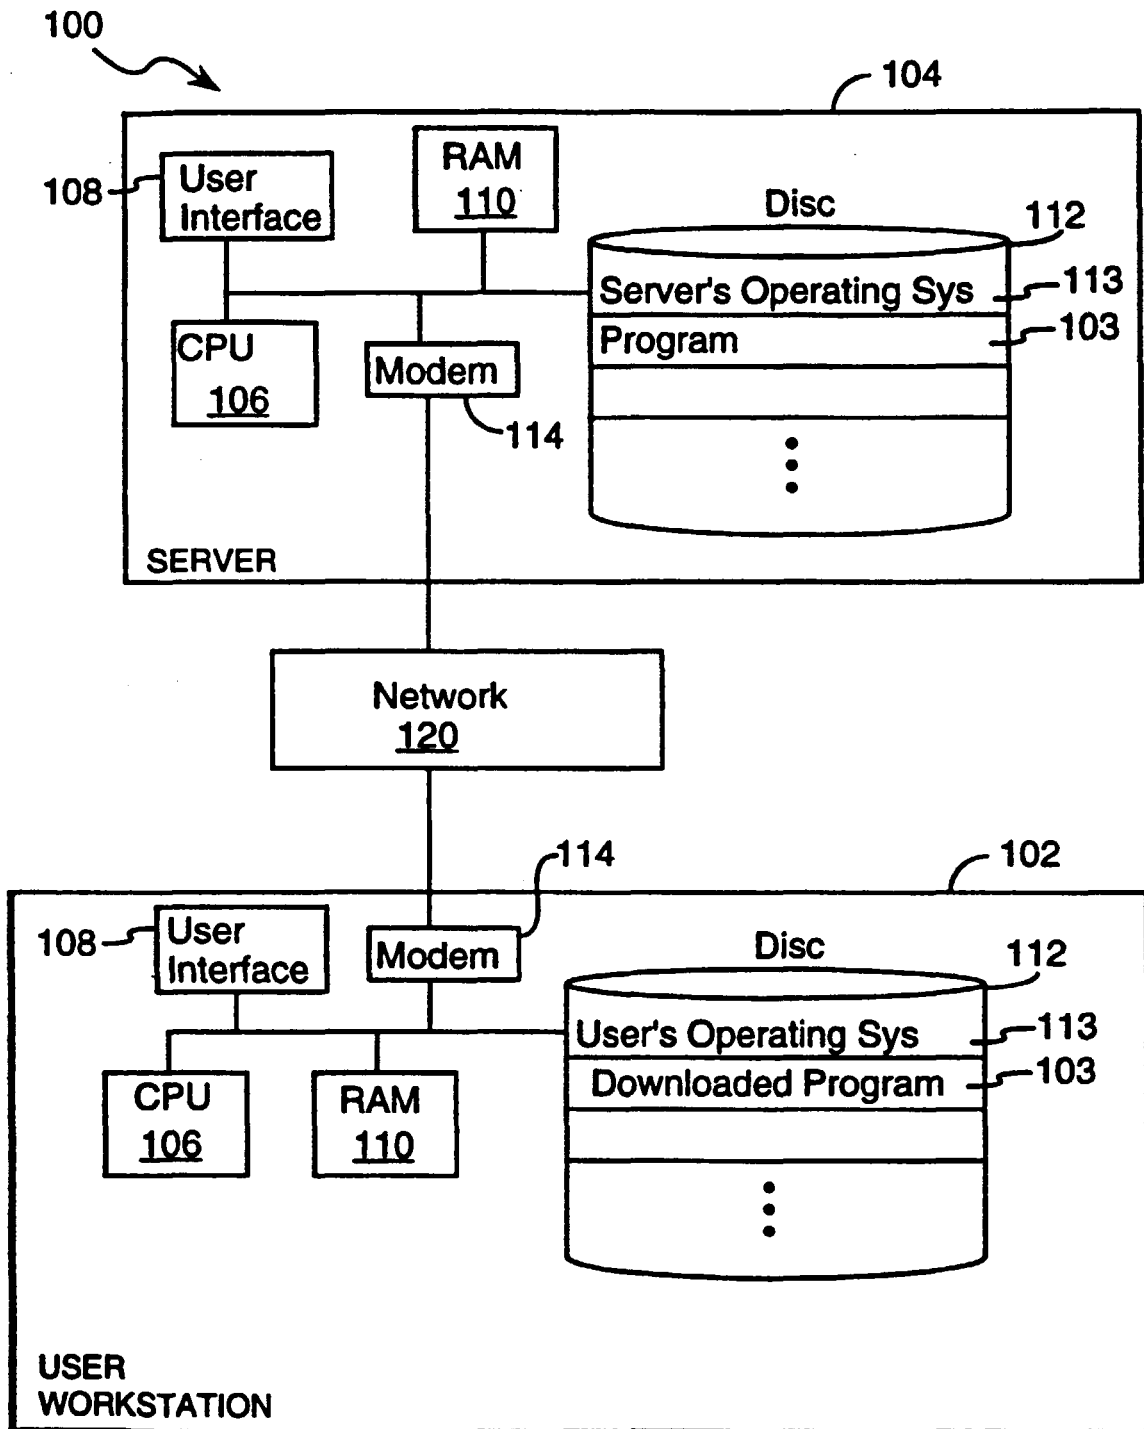 100
104
108
User
Interface
RAM
110
Disc
112
Server's Operating Sys
113
CPU
106
Modem
114
Program
103
SERVER
Network
120
114
102
108
User
Interface
Modem
Disc
112
User's Operating Sys
113
CPU
106
RAM
110
Downloaded Program
103
USER
WORKSTATION